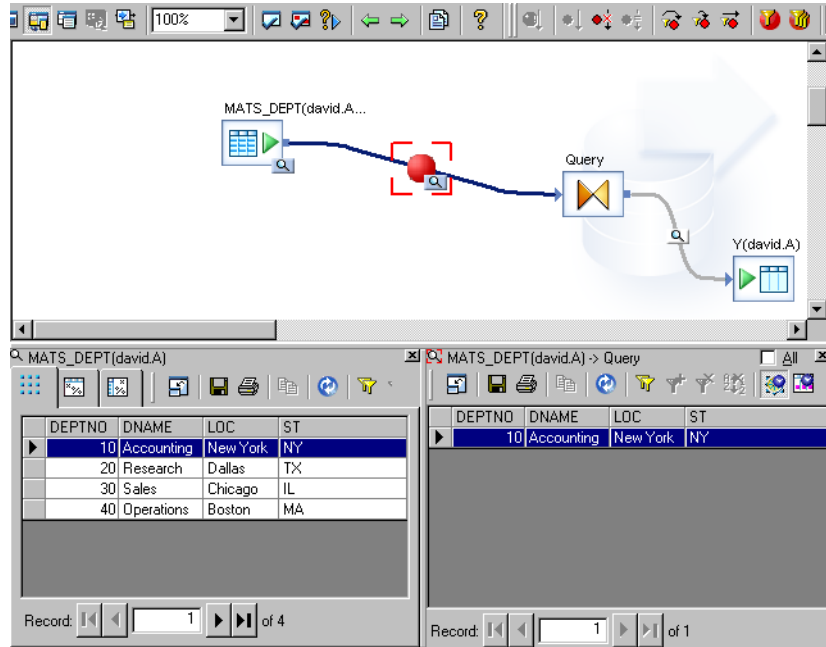 100%
MATS_DEPT(david.A...
Query
Y(david.A)
MATS_DEPT(david.A)
DEPTNO DNAME LOC ST
10 Accounting New York NY
20 Research Dallas TX
30 Sales Chicago IL
40 Operations Boston MA
Record: 1 of 4
MATS_DEPT(david.A) -> Query All
DEPTNO DNAME LOC ST
10 Accounting New York NY
Record: 1 of 1